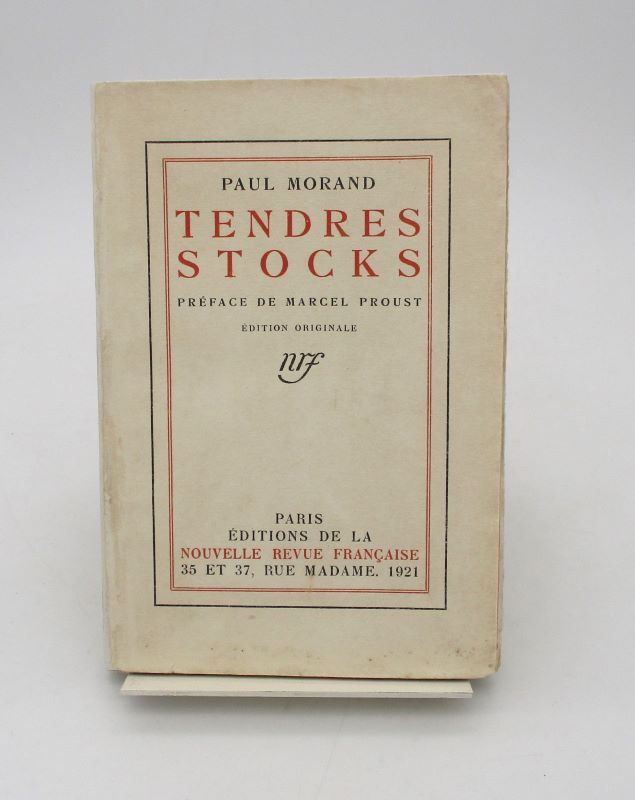 PAUL MORAND
TENDRES
STOCKS
PRÉFACE DE MARCEL PROUST
ÉDITION ORIGINALE
nrf
PARIS
ÉDITIONS DE LA
NOUVELLE REVUE FRANÇAISE
35 ET 37, RUE MADAME. 1921